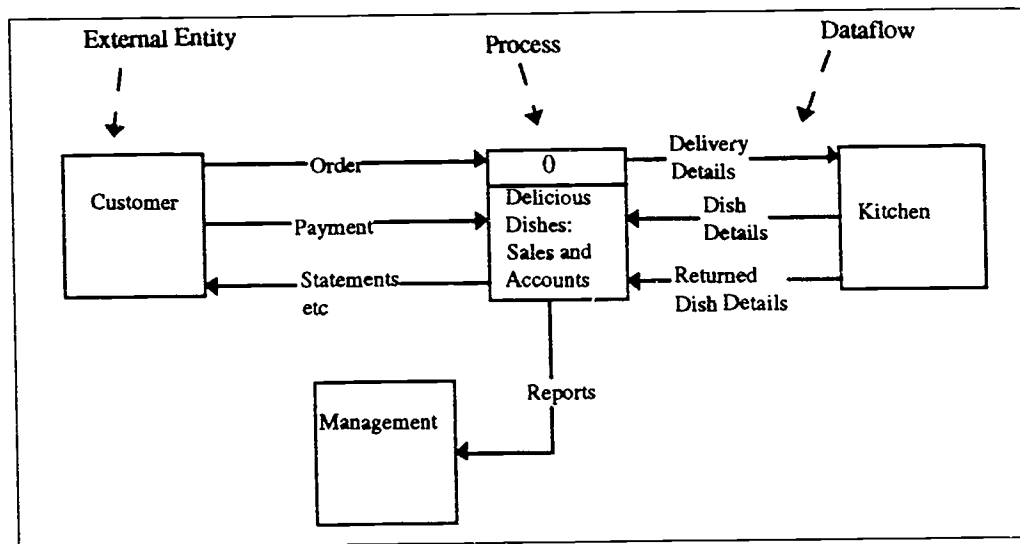 External Entity
Process
Dataflow
Customer
Order
Payment
Statements
etc
0
Delicious
Dishes:
Sales and
Accounts
Delivery
Details
Dish
Details
Returned
Dish Details
Kitchen
Reports
Management